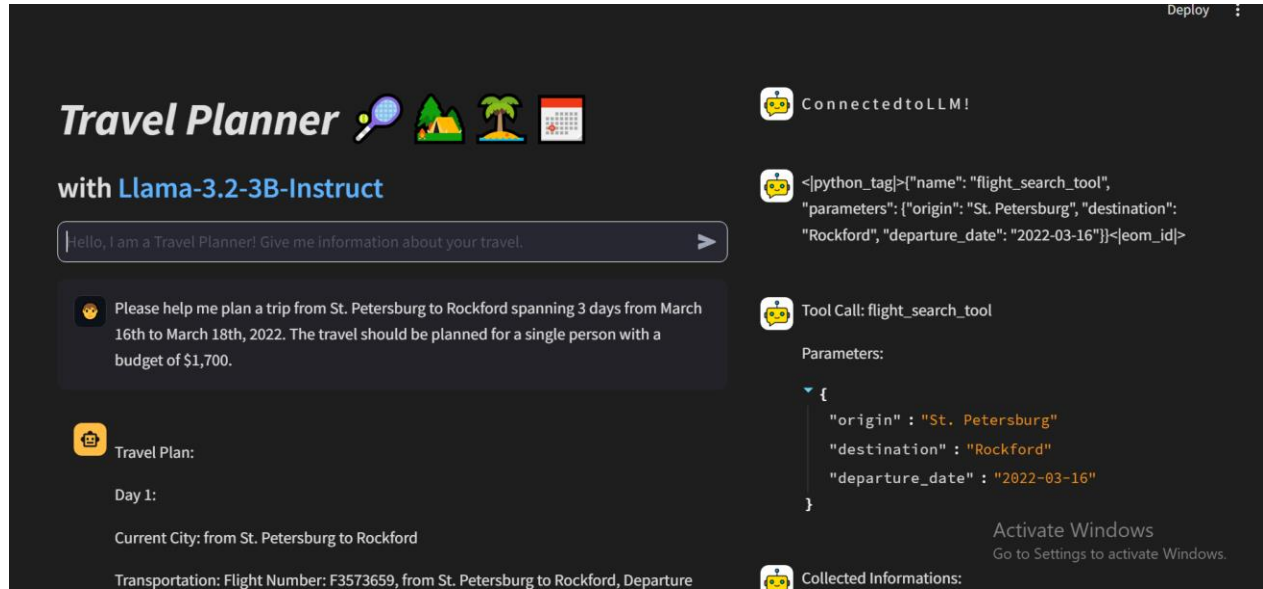 Deploy
Travel Planner
with Llama-3.2-3B-Instruct
Hello, I am a Travel Planner! Give me information about your travel.
Please help me plan a trip from St. Petersburg to Rockford spanning 3 days from March
16th to March 18th, 2022. The travel should be planned for a single person with a
budget of $1,700.
Travel Plan:
Day 1:
Current City: from St. Petersburg to Rockford
Transportation: Flight Number: F3573659, from St. Petersburg to Rockford, Departure
C o n n e c t e d t o L L M !
<|python_tag|>{"name": "flight_search_tool",
"parameters": {"origin": "St. Petersburg", "destination":
"Rockford", "departure_date": "2022-03-16"}}<|eom_id|>
Tool Call: flight_search_tool
Parameters:
{
"origin" : "St. Petersburg"
"destination" : "Rockford"
"departure_date" : "2022-03-16"
}
Activate Windows
Go to Settings to activate Windows.
Collected Informations: